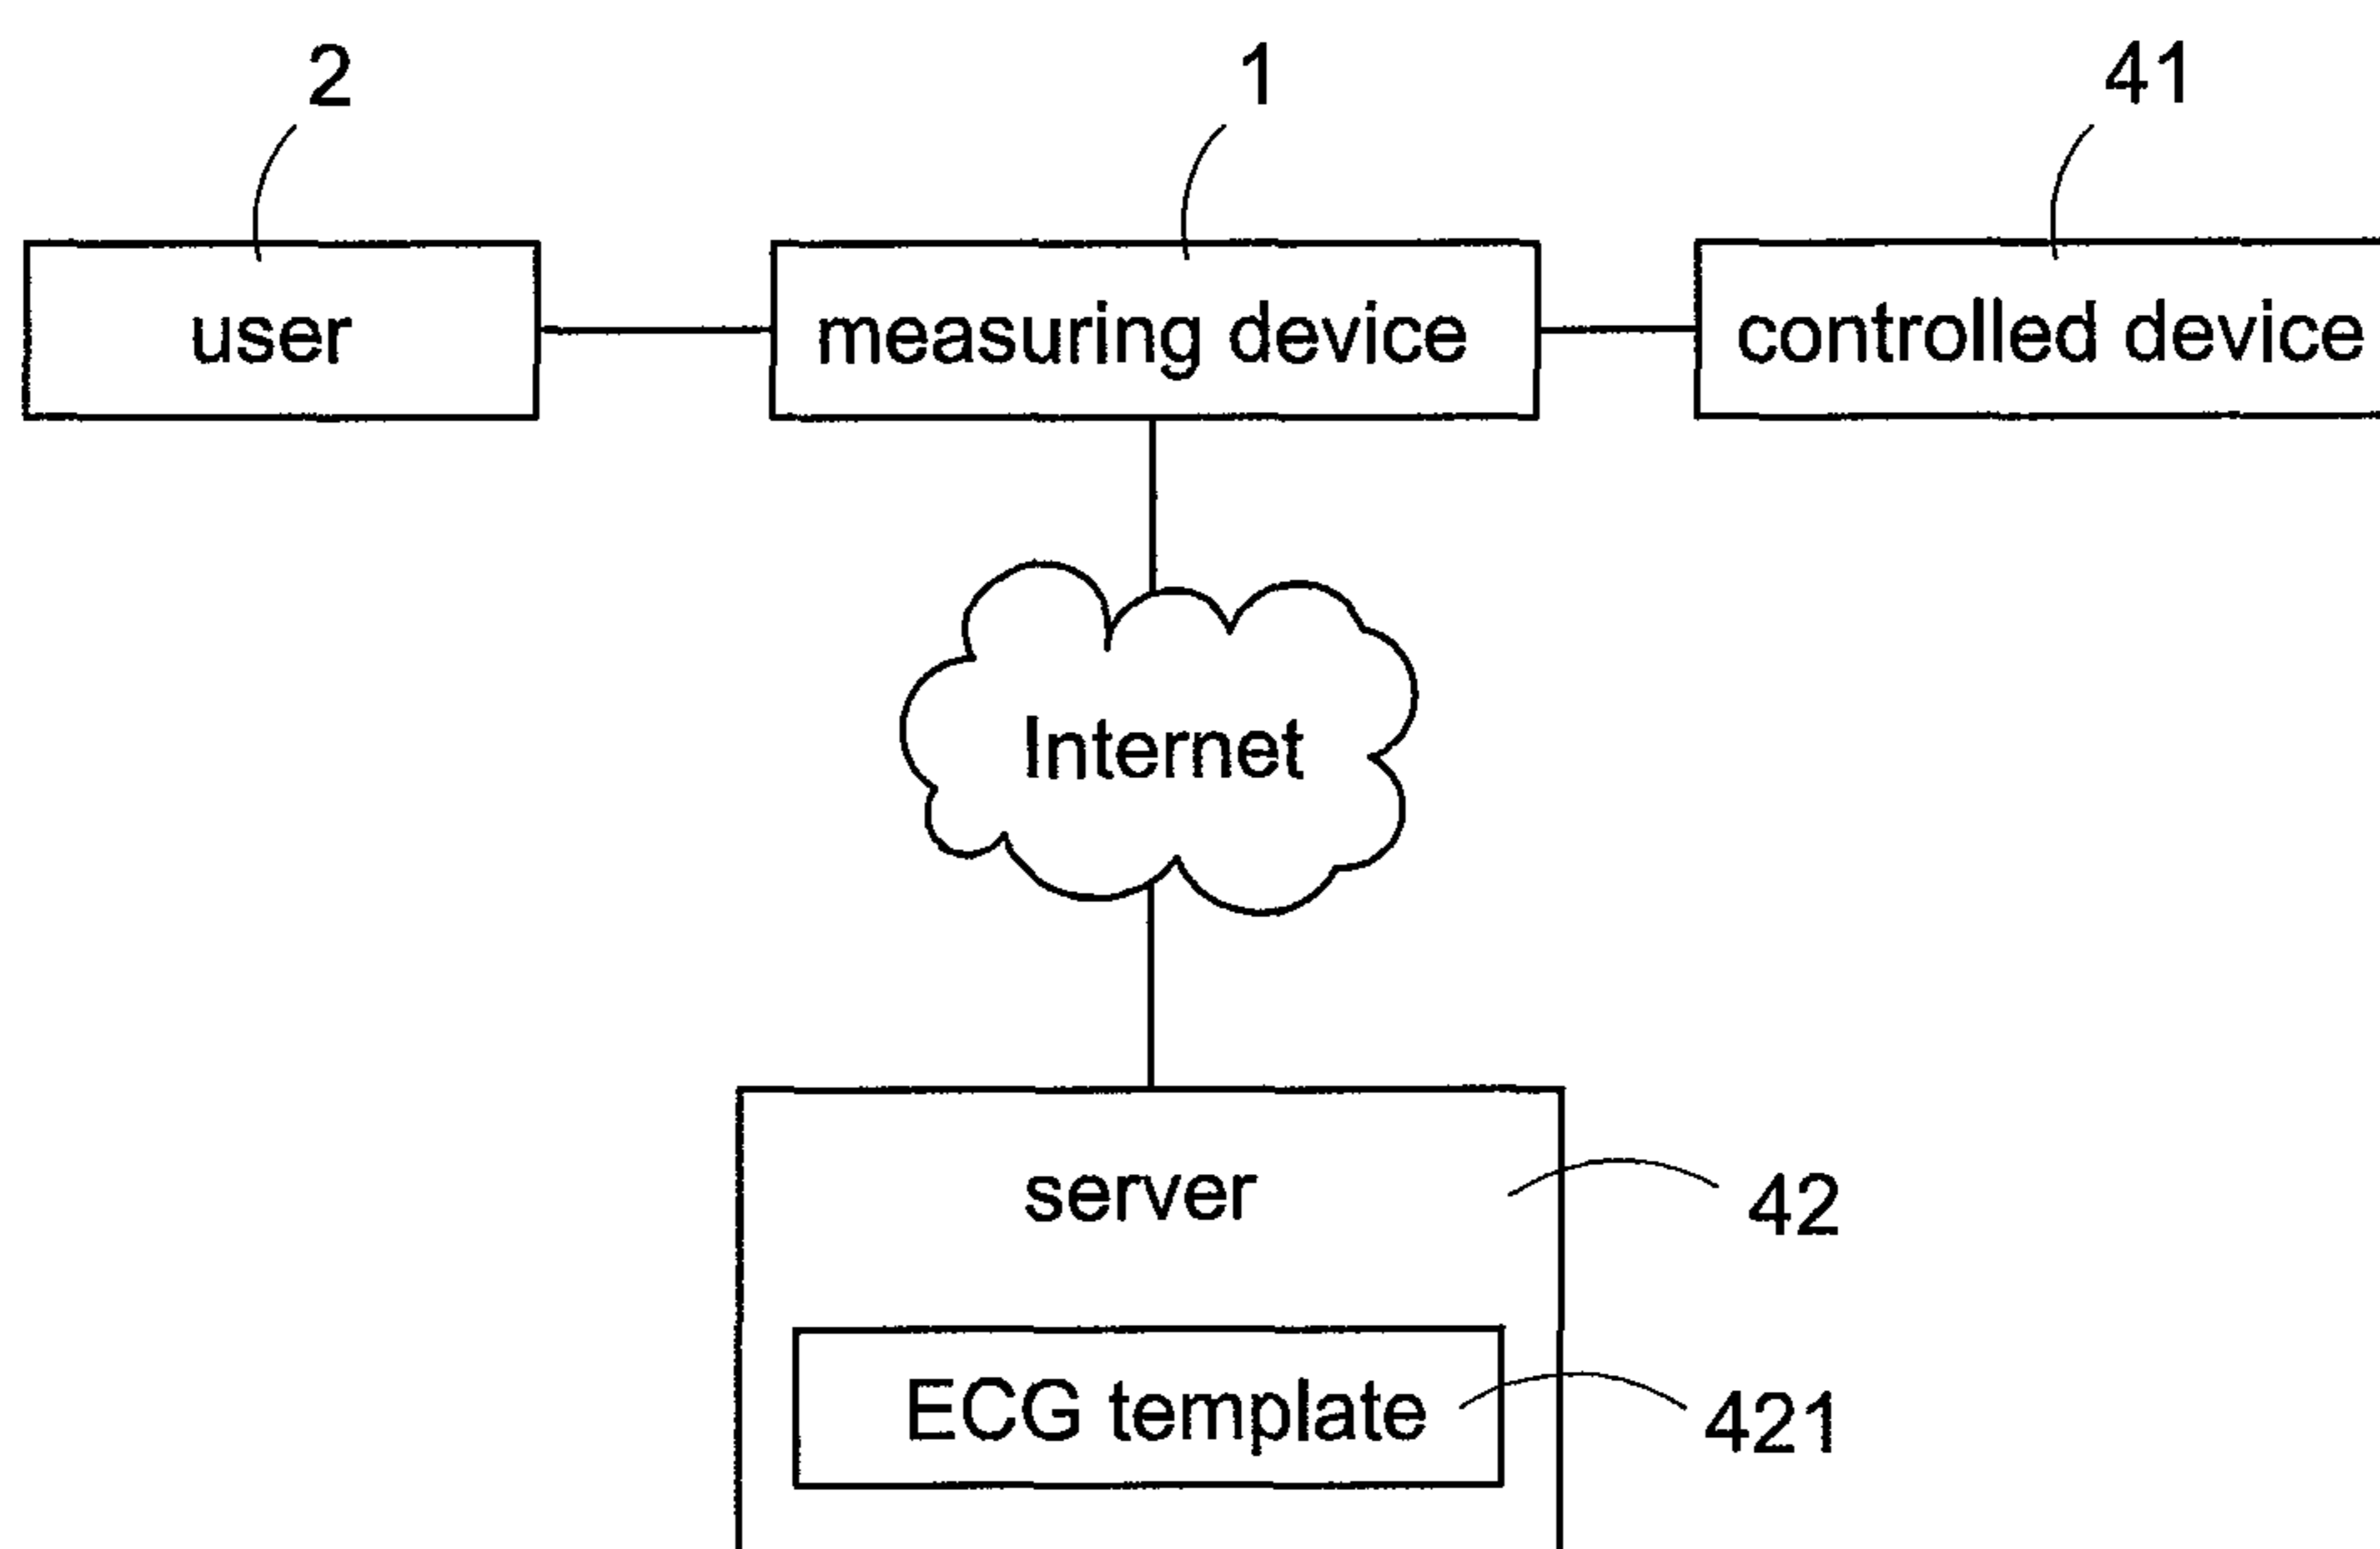 2
1
41
user
measuring device
controlled device
Internet
server
42
ECG template
421